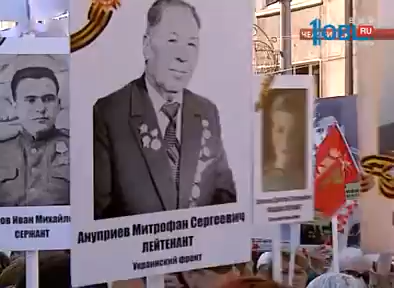 1OBL.RU
Ануприев Митрофан Сергеевич
ЛЕЙТЕНАНТ
Украинский фронт
ов Иван Михайло
СЕРЖАНТ